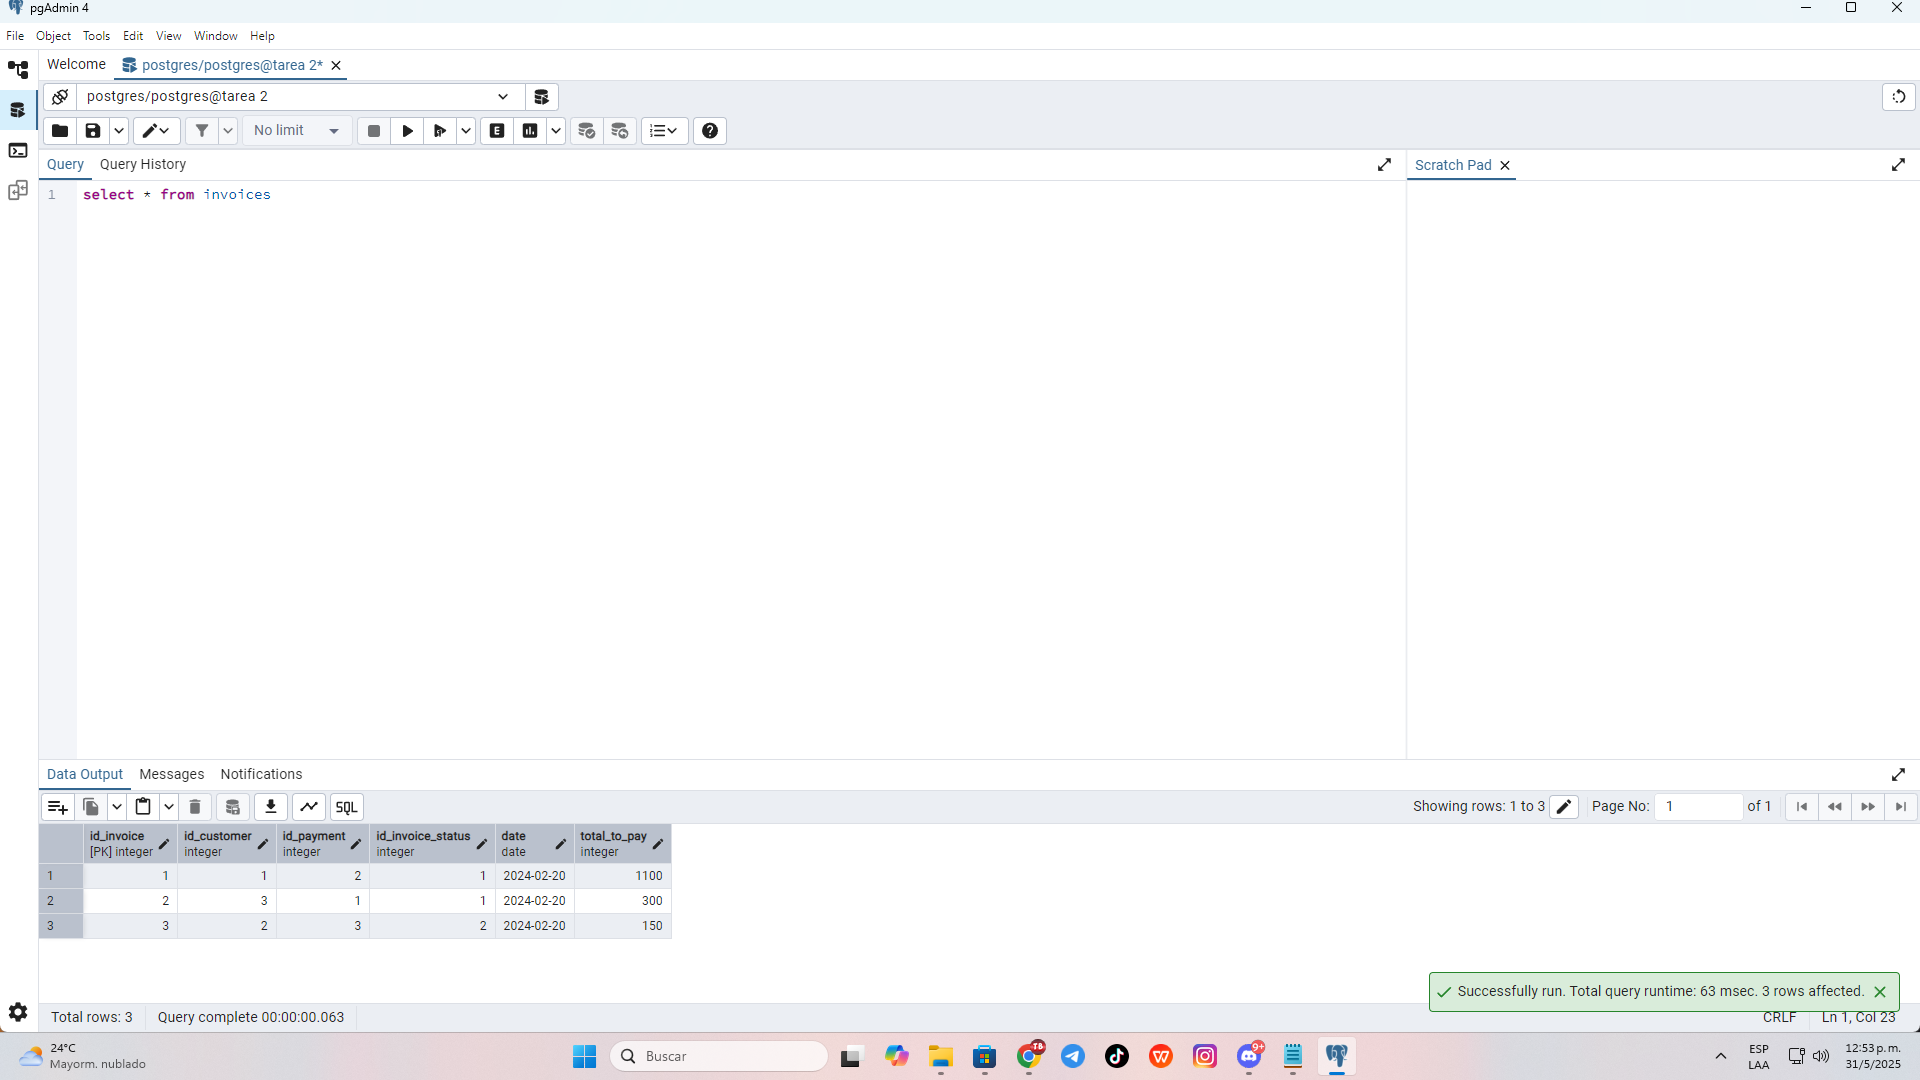 pgAdmin 4
File Object Tools Edit View Window Help
Welcome postgres/postgres@tarea 2*
postgres/postgres@tarea 2
No limit E
Query Query History Scratch Pad
1 select * from invoices
Data Output Messages Notifications
SQL Showing rows: 1 to 3 Page No: 1 of 1
id_invoice id_customer id_payment id_invoice_status date total_to_pay
[PK] integer integer integer integer date integer
1 1 1 2 1 2024-02-20 1100
2 2 3 1 1 2024-02-20 300
3 3 2 3 2 2024-02-20 150
Successfully run. Total query runtime: 63 msec. 3 rows affected.
Total rows: 3 Query complete 00:00:00.063 CRLF Ln 1, Col 23
24°C
Mayorm. nublado
Buscar
TB
9+
ESP
LAA
12:53 p. m.
31/5/2025